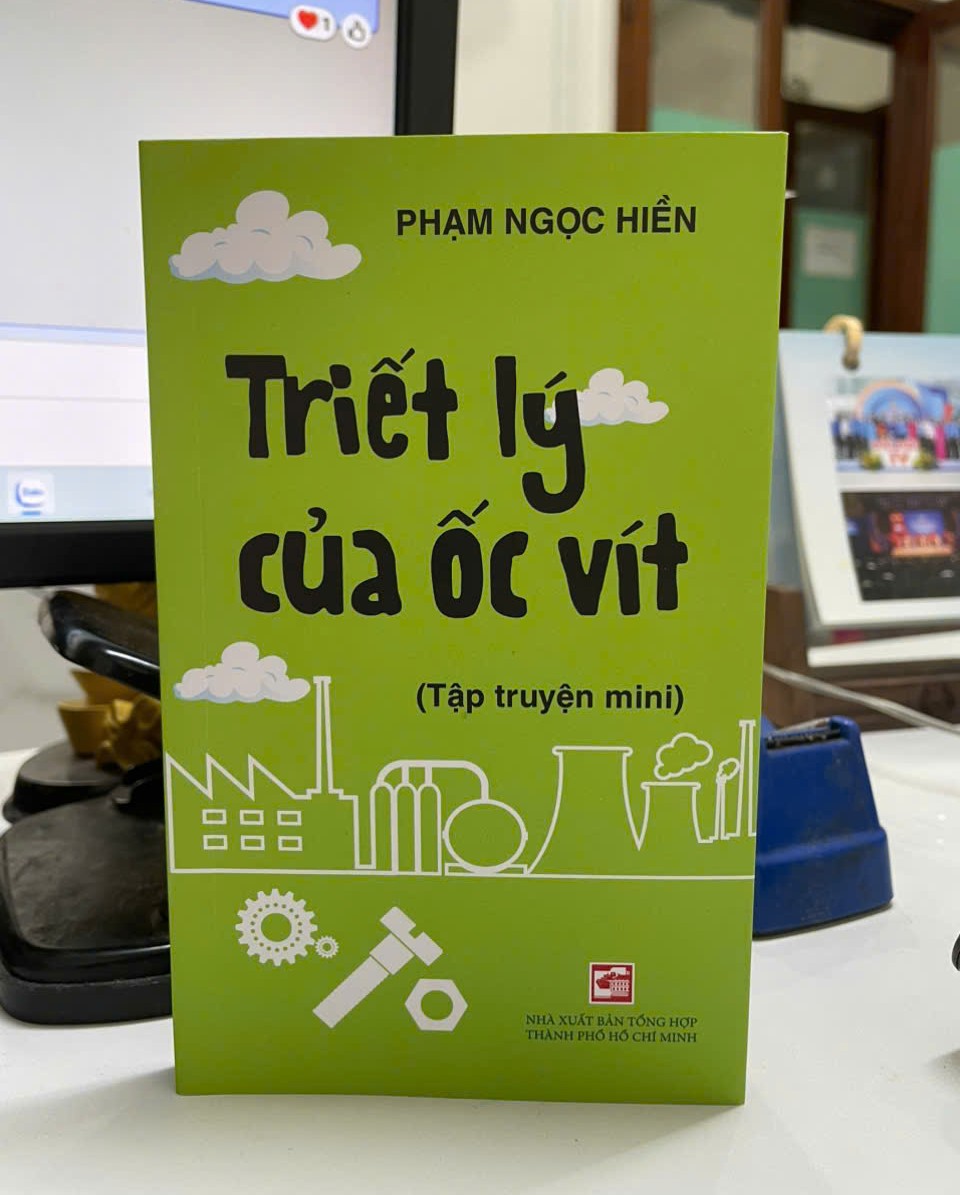 1
PHẠM NGỌC HIỀN
Triết lý
của ốc vít
(Tập truyện mini)
NHÀ XUẤT BẢN TỔNG HỢP
THÀNH PHỐ HỒ CHÍ MINH